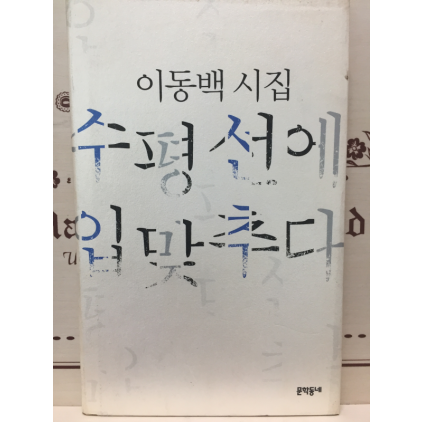 이동백 시집
수평선에
입맞추다
문학동네